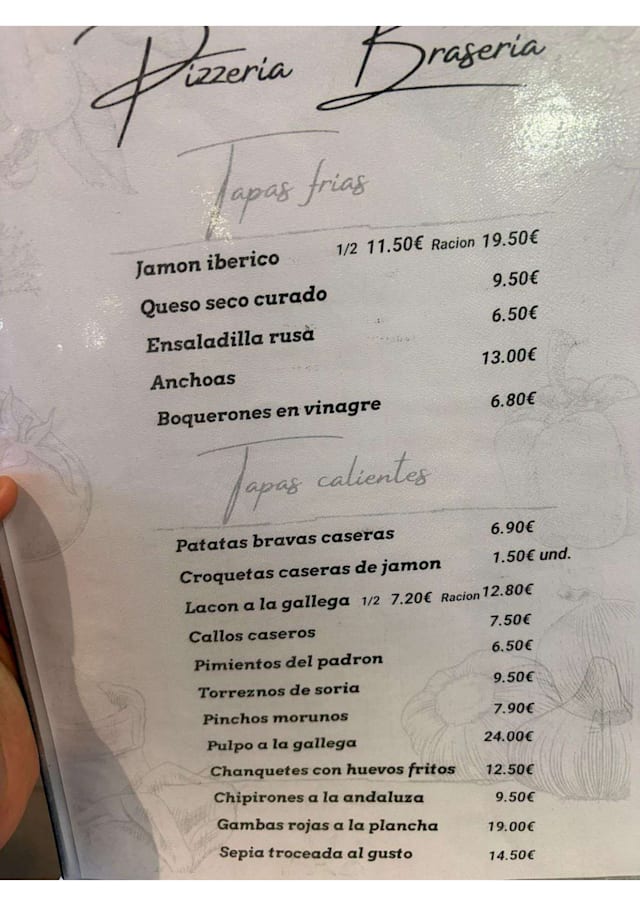 Pizzeria Braseria
Tapas frias
Jamon iberico 1/2 11.50€ Racion 19.50€
Queso seco curado 9.50€
Ensaladilla rusa 6.50€
Anchoas 13.00€
Boquerones en vinagre 6.80€
Tapas calientes
Patatas bravas caseras 6.90€
Croquetas caseras de jamon 1.50€ und.
Lacon a la gallega 1/2 7.20€ Racion 12.80€
Callos caseros 7.50€
Pimientos del padron 6.50€
Torreznos de soria 9.50€
Pinchos morunos 7.90€
Pulpo a la gallega 24.00€
Chanquetes con huevos fritos 12.50€
Chipirones a la andaluza 9.50€
Gambas rojas a la plancha 19.00€
Sepia troceada al gusto 14.50€